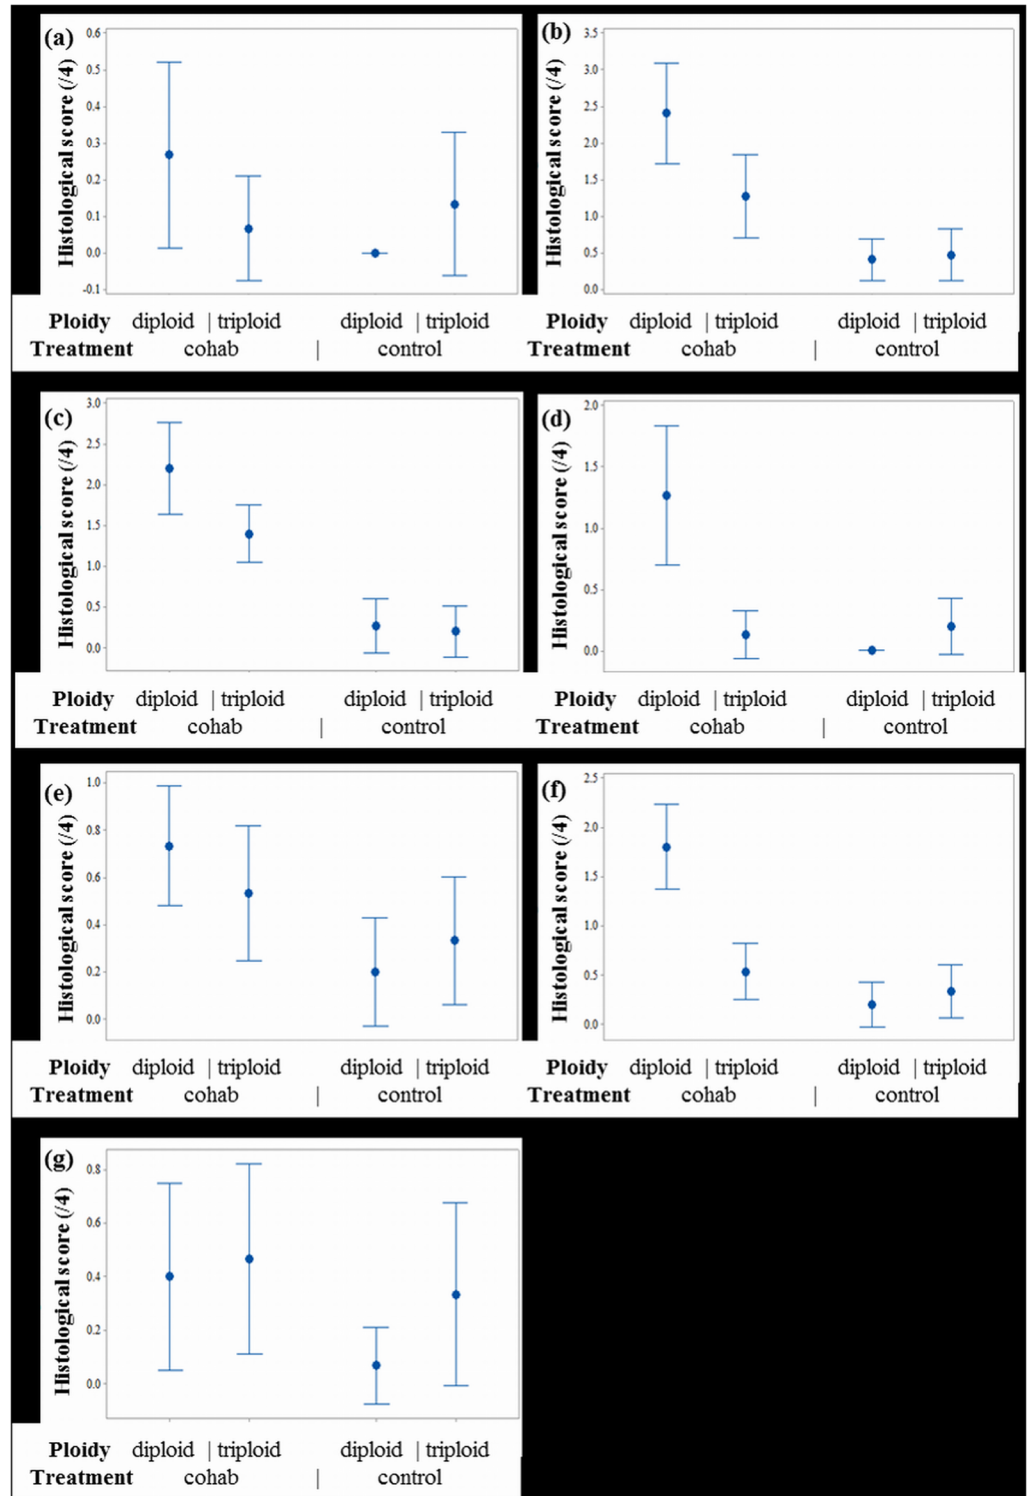 (a)
Histological score (/4)
0.6
0.5
0.4
0.3
0.2
0.1
0.0
-0.1
Ploidy diploid | triploid diploid | triploid
Treatment cohab | control
(b)
Histological score (/4)
3.5
3.0
2.5
2.0
1.5
1.0
0.5
0.0
Ploidy diploid | triploid diploid | triploid
Treatment cohab | control
(c)
Histological score (/4)
3.0
2.5
2.0
1.5
1.0
0.5
0.0
Ploidy diploid | triploid diploid | triploid
Treatment cohab | control
(d)
Histological score (/4)
2.0
1.5
1.0
0.5
0.0
Ploidy diploid | triploid diploid | triploid
Treatment cohab | control
(e)
Histological score (/4)
1.0
0.8
0.6
0.4
0.2
0.0
Ploidy diploid | triploid diploid | triploid
Treatment cohab | control
(f)
Histological score (/4)
2.5
2.0
1.5
1.0
0.5
0.0
Ploidy diploid | triploid diploid | triploid
Treatment cohab | control
(g)
Histological score (/4)
0.8
0.6
0.4
0.2
0.0
Ploidy diploid | triploid diploid | triploid
Treatment cohab | control